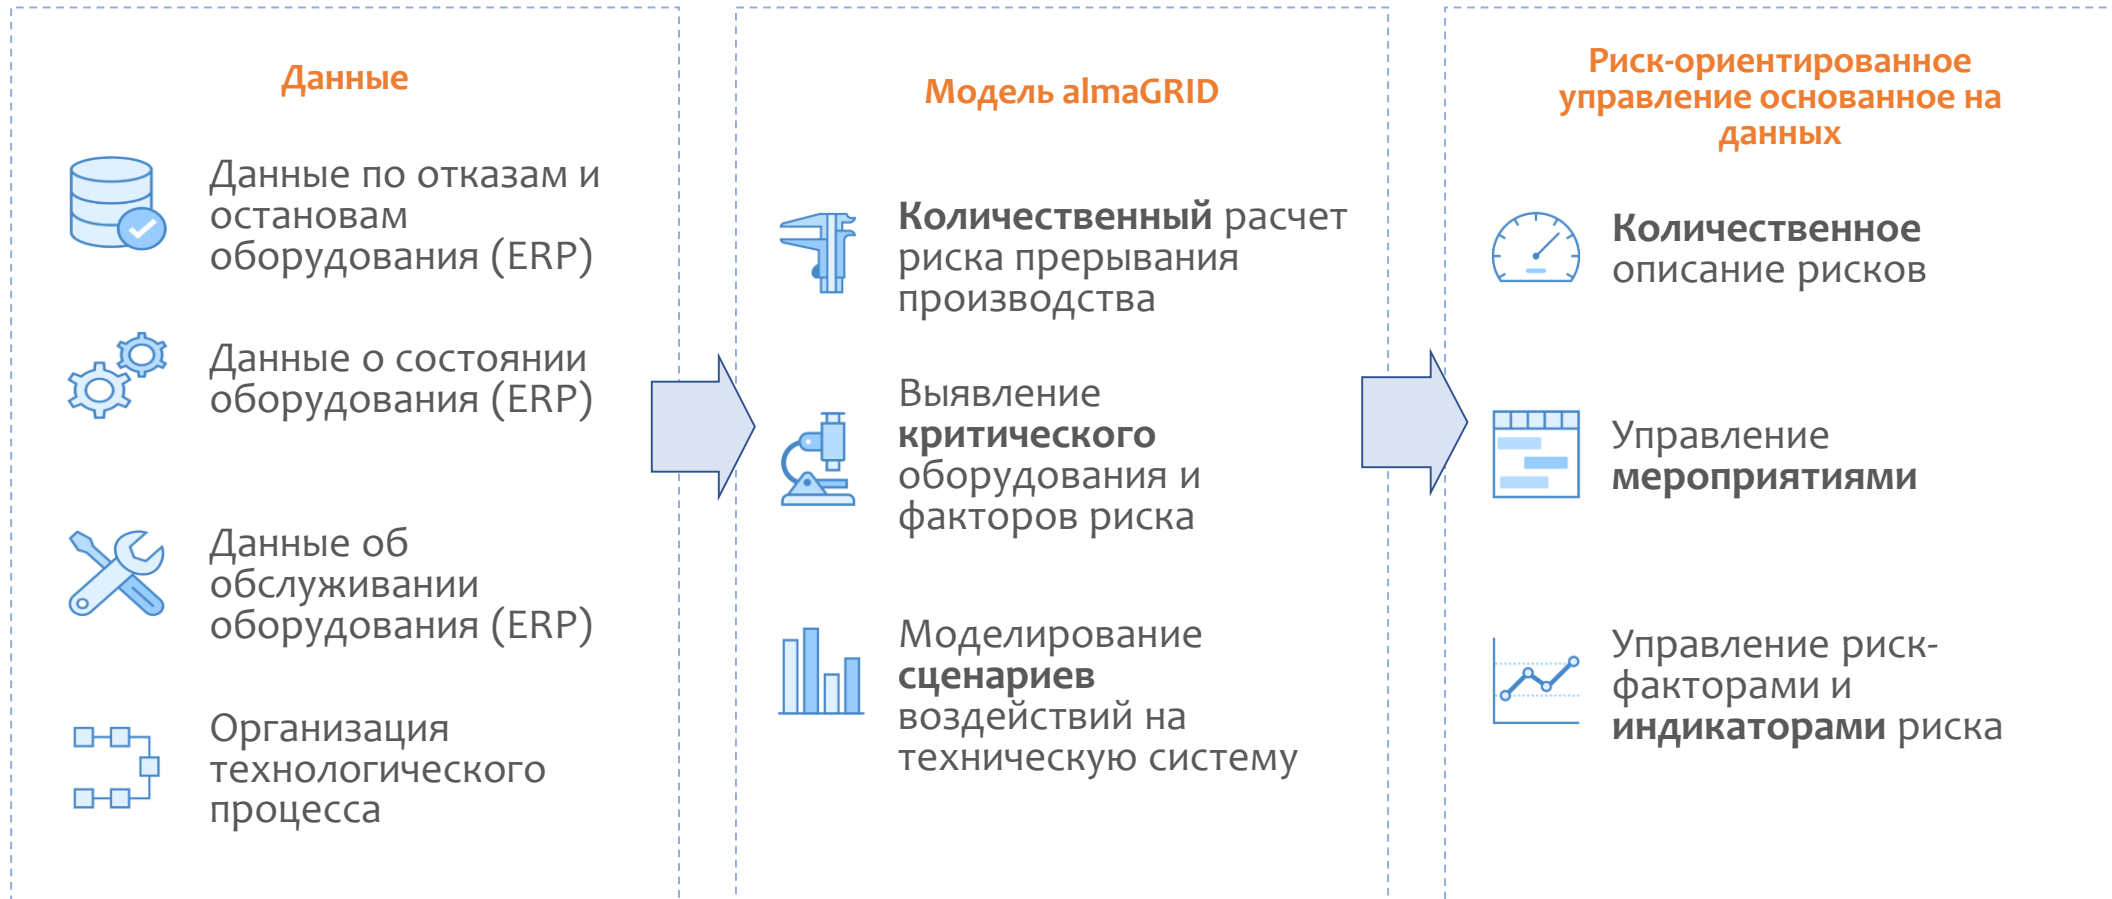 Данные
Данные по отказам и
остановам
оборудования (ERP)
Данные о состоянии
оборудования (ERP)
Данные об
обслуживании
оборудования (ERP)
Организация
технологического
процесса
Модель almaGRID
Количественный расчет
риска прерывания
производства
Выявление
критического
оборудования и
факторов риска
Моделирование
сценариев
воздействий на
техническую систему
Риск-ориентированное
управление основанное на
данных
Количественное
описание рисков
Управление
мероприятиями
Управление риск-
факторами и
индикаторами риска